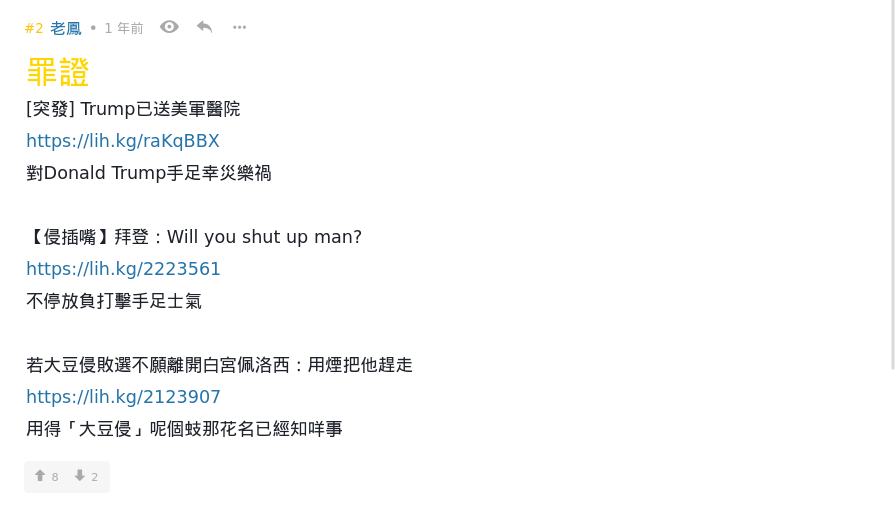 #2 老鳳 • 1 年前
罪證
[突發] Trump已送美軍醫院
https://lih.kg/raKqBBX
對Donald Trump手足幸災樂禍
【侵插嘴】拜登：Will you shut up man?
https://lih.kg/2223561
不停放負打擊手足士氣
若大豆侵敗選不願離開白宮佩洛西：用煙把他趕走
https://lih.kg/2123907
用得「大豆侵」呢個蚑那花名已經知咩事
8 2